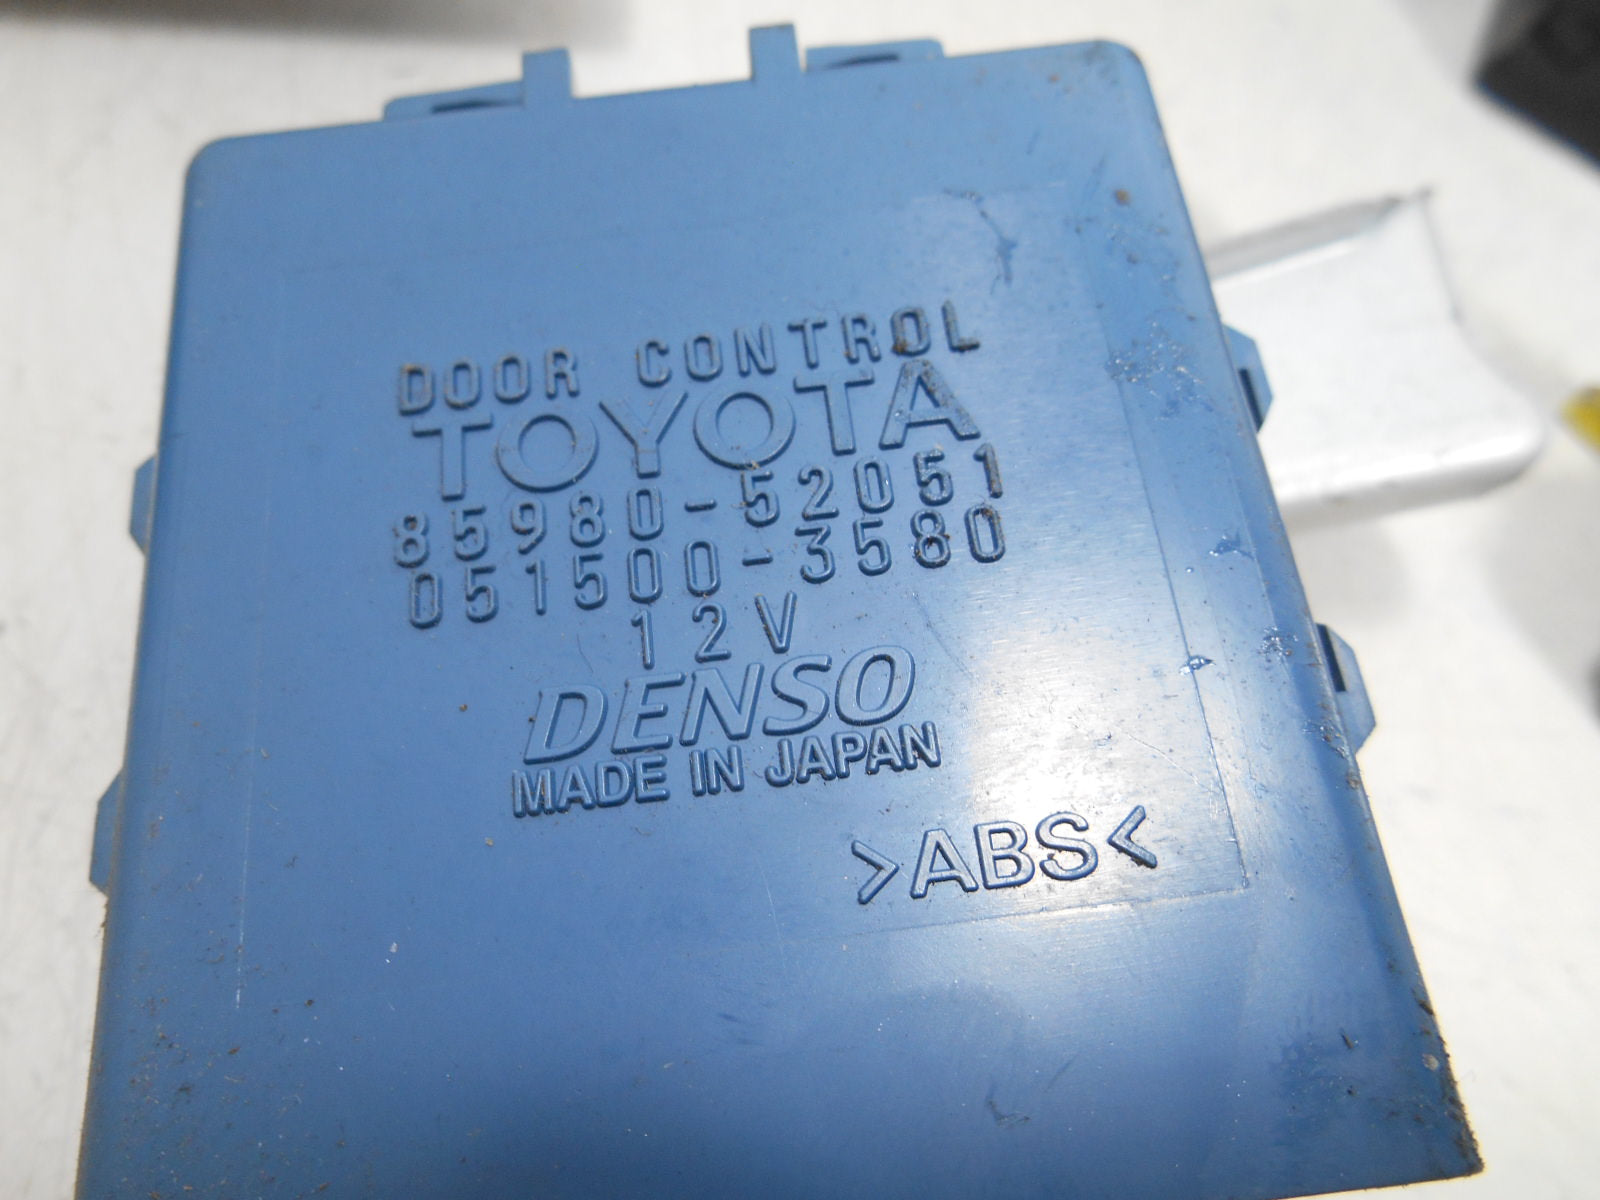 DOOR CONTROL
TOYOTA
85980-52051
051500-3580
12V
DENSO
MADE IN JAPAN
>ABS<